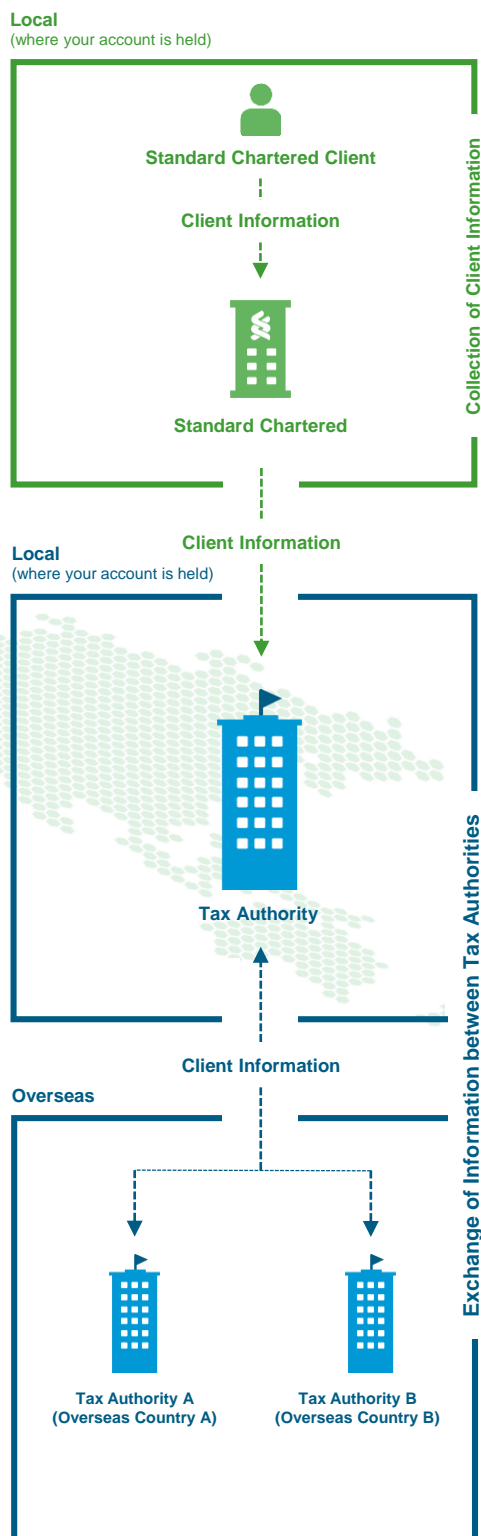 Local
(where your account is held)
Standard Chartered Client
Client Information
Standard Chartered
Collection of Client Information
Client Information
Local
(where your account is held)
Tax Authority
Client Information
Exchange of Information between Tax Authorities
Overseas
Tax Authority A
(Overseas Country A)
Tax Authority B
(Overseas Country B)